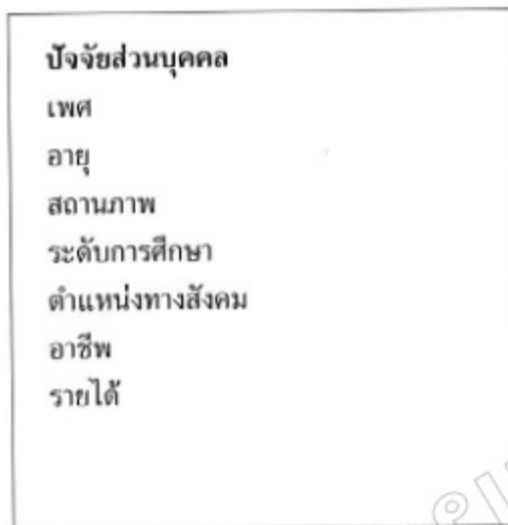 ปัจจัยส่วนบุคคล
เพศ
อายุ
สถานภาพ
ระดับการศึกษา
ตำแหน่งทางสังคม
อาชีพ
รายได้